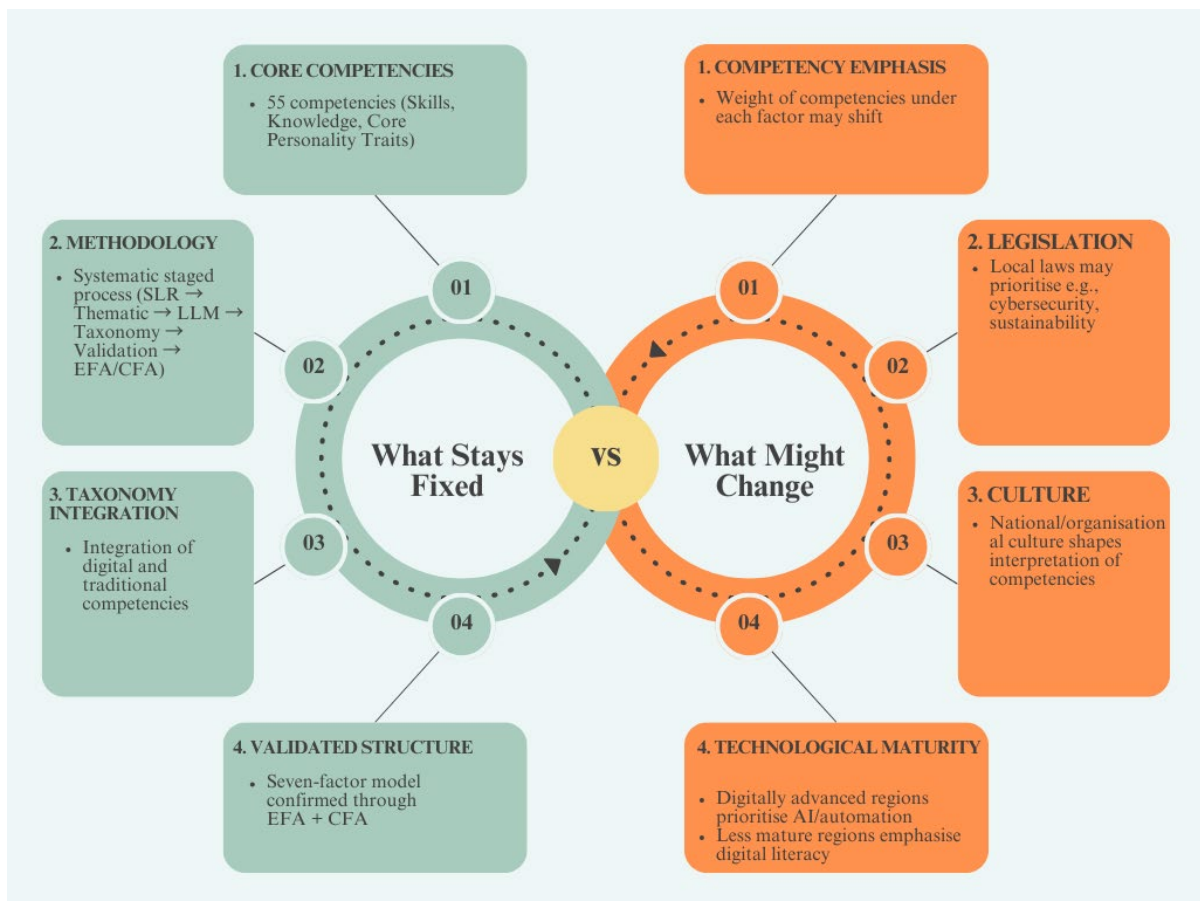 1. CORE COMPETENCIES
• 55 competencies (Skills,
Knowledge, Core
Personality Traits)
2. METHODOLOGY
• Systematic staged
process (SLR →
Thematic → LLM →
Taxonomy →
Validation →
EFA/CFA)
3. TAXONOMY
INTEGRATION
• Integration of
digital and
traditional
competencies
4. VALIDATED STRUCTURE
• Seven-factor model
confirmed through
EFA + CFA
01
02
03
04
What Stays
Fixed
VS
What Might
Change
01
02
03
04
1. COMPETENCY EMPHASIS
• Weight of competencies under
each factor may shift
2. LEGISLATION
• Local laws may
prioritise e.g.,
cybersecurity,
sustainability
3. CULTURE
• National/organisation
al culture shapes
interpretation of
competencies
4. TECHNOLOGICAL MATURITY
• Digitally advanced regions
prioritise AI/automation
• Less mature regions emphasise
digital literacy